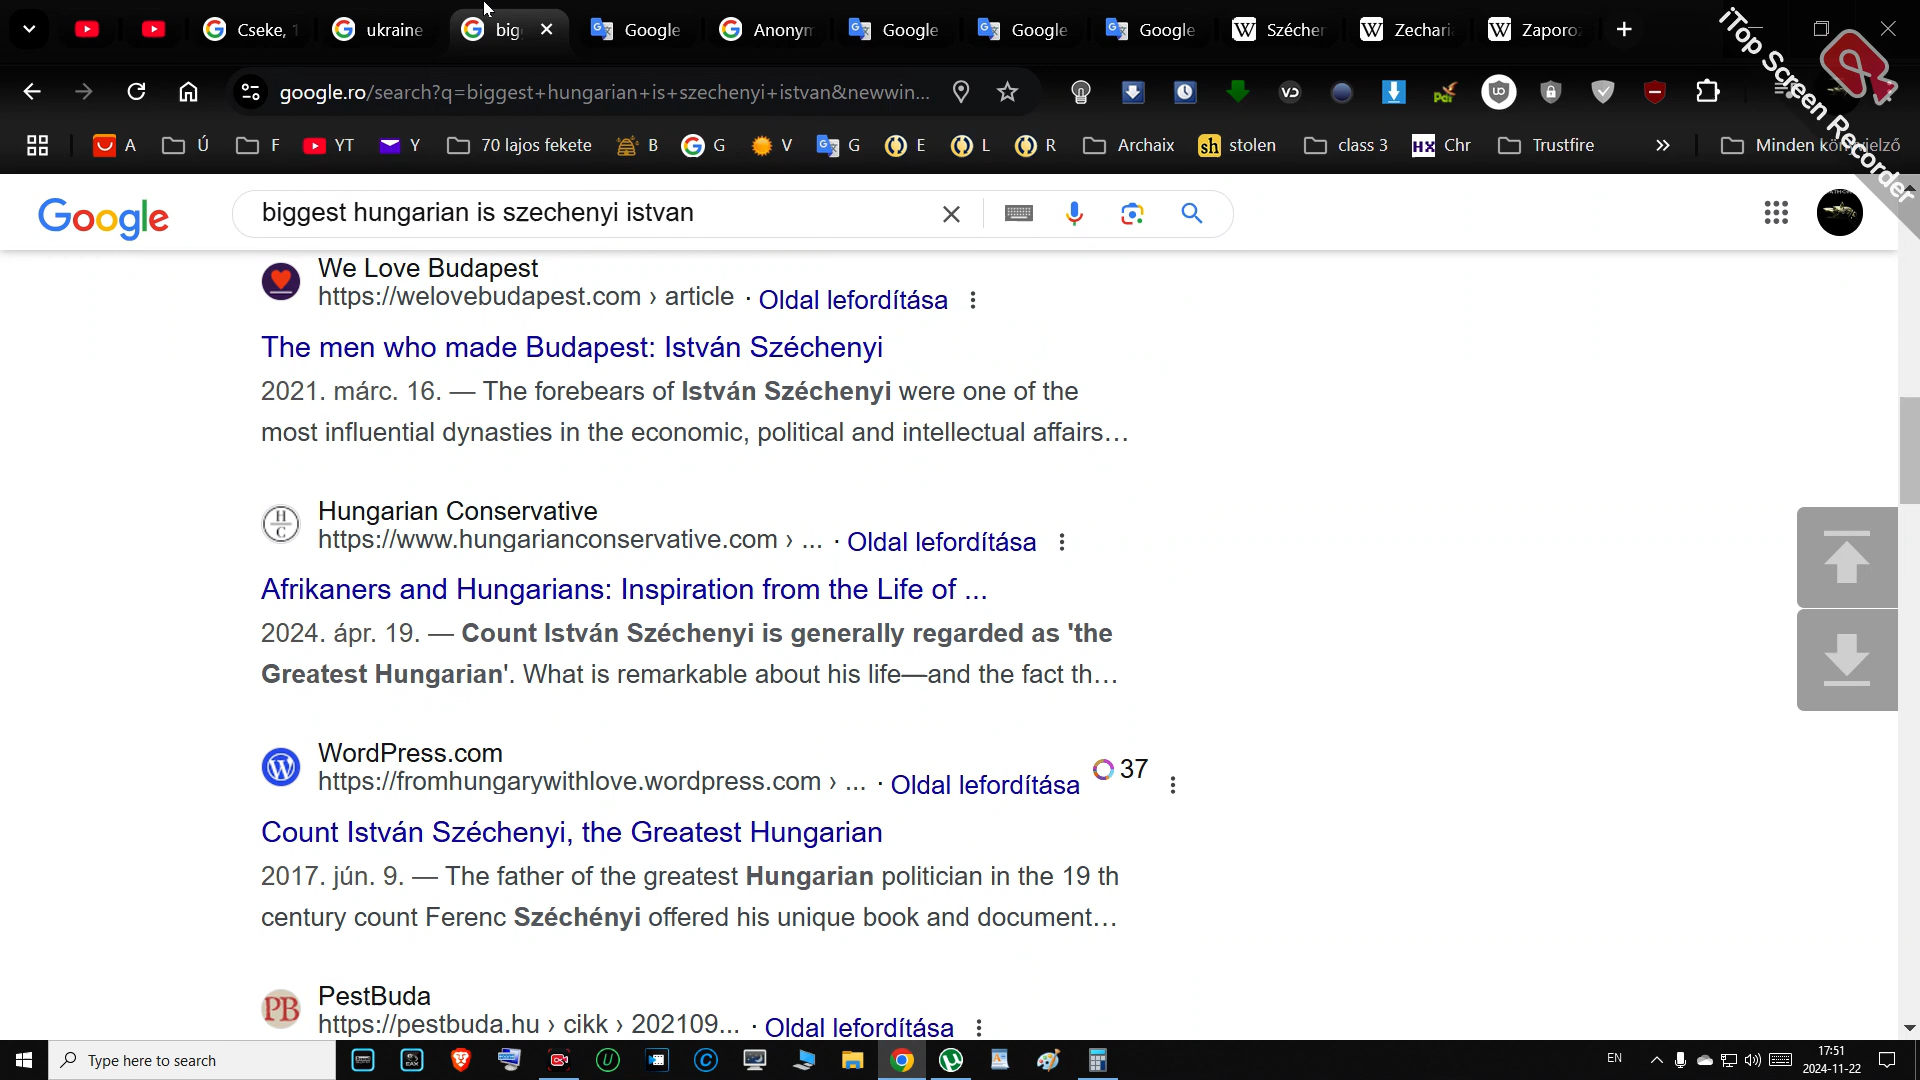 Cseke, 1
ukraine
big
Google
Anonym
Google
Google
Google
Széchen
Zecharia
Zaporoz
google.ro/search?q=biggest+hungarian+is+szechenyi+istvan&newwin...
A
Ú
F
YT
Y
70 lajos fekete
B
G
V
G
E
L
R
Archaix
stolen
class 3
Chr
Trustfire
»
Minden könyvjelző
iTop Screen Recorder
Google
biggest hungarian is szechenyi istvan
We Love Budapest
https://welovebudapest.com › article · Oldal lefordítása
The men who made Budapest: István Széchenyi
2021. márc. 16. — The forebears of István Széchenyi were one of the
most influential dynasties in the economic, political and intellectual affairs...
Hungarian Conservative
https://www.hungarianconservative.com › ... · Oldal lefordítása
Afrikaners and Hungarians: Inspiration from the Life of ...
2024. ápr. 19. — Count István Széchenyi is generally regarded as 'the
Greatest Hungarian'. What is remarkable about his life—and the fact th...
WordPress.com
https://fromhungarywithlove.wordpress.com › ... · Oldal lefordítása
37
Count István Széchenyi, the Greatest Hungarian
2017. jún. 9. — The father of the greatest Hungarian politician in the 19 th
century count Ferenc Széchényi offered his unique book and document...
PestBuda
https://pestbuda.hu › cikk › 202109... · Oldal lefordítása
Type here to search
EN
17:51
2024-11-22